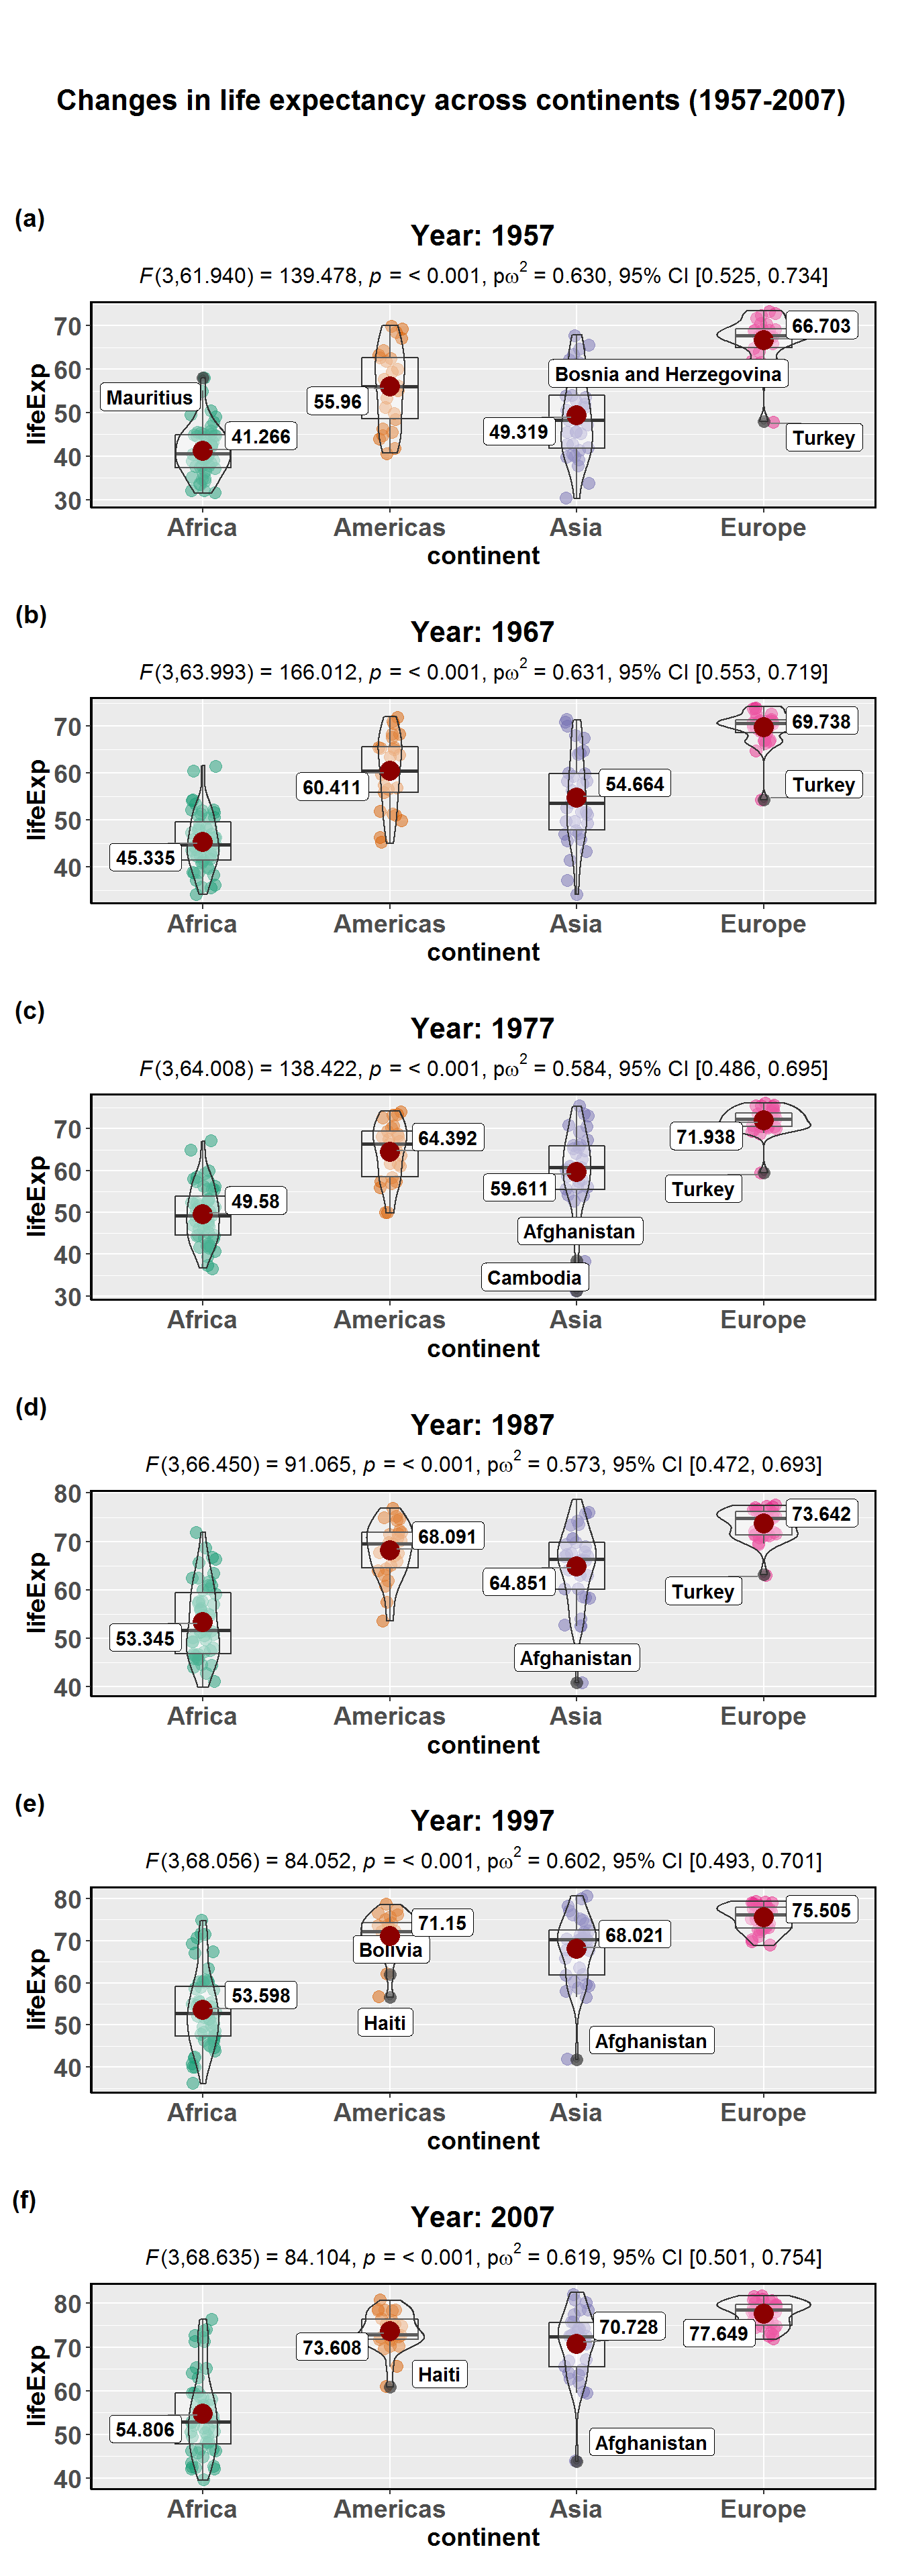 Changes in life expectancy across continents (1957-2007)
(a)
Year: 1957
F(3,61.940) = 139.478, p = < 0.001, pω² = 0.630, 95% CI [0.525, 0.734]
lifeExp
70
60
50
40
30
Mauritius
41.266
55.96
49.319
Bosnia and Herzegovina
66.703
Turkey
Africa Americas Asia Europe
continent
(b)
Year: 1967
F(3,63.993) = 166.012, p = < 0.001, pω² = 0.631, 95% CI [0.553, 0.719]
lifeExp
70
60
50
40
45.335
60.411
54.664
69.738
Turkey
Africa Americas Asia Europe
continent
(c)
Year: 1977
F(3,64.008) = 138.422, p = < 0.001, pω² = 0.584, 95% CI [0.486, 0.695]
lifeExp
70
60
50
40
30
49.58
64.392
59.611
Afghanistan
Cambodia
71.938
Turkey
Africa Americas Asia Europe
continent
(d)
Year: 1987
F(3,66.450) = 91.065, p = < 0.001, pω² = 0.573, 95% CI [0.472, 0.693]
lifeExp
80
70
60
50
40
53.345
68.091
64.851
Afghanistan
73.642
Turkey
Africa Americas Asia Europe
continent
(e)
Year: 1997
F(3,68.056) = 84.052, p = < 0.001, pω² = 0.602, 95% CI [0.493, 0.701]
lifeExp
80
70
60
50
40
53.598
71.15
Bolivia
Haiti
68.021
Afghanistan
75.505
Africa Americas Asia Europe
continent
(f)
Year: 2007
F(3,68.635) = 84.104, p = < 0.001, pω² = 0.619, 95% CI [0.501, 0.754]
lifeExp
80
70
60
50
40
54.806
73.608
Haiti
70.728
Afghanistan
77.649
Africa Americas Asia Europe
continent